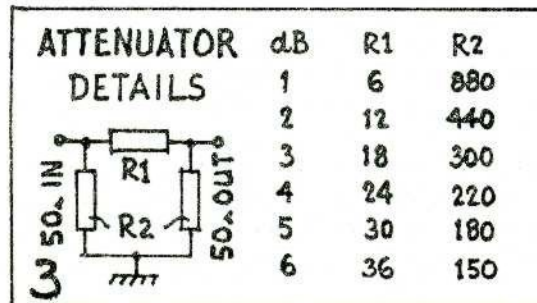 ATTENUATOR
DETAILS
dB R1 R2
1 6 880
2 12 440
3 18 300
4 24 220
5 30 180
6 36 150
R1
R2
50Ω IN
50Ω OUT
3